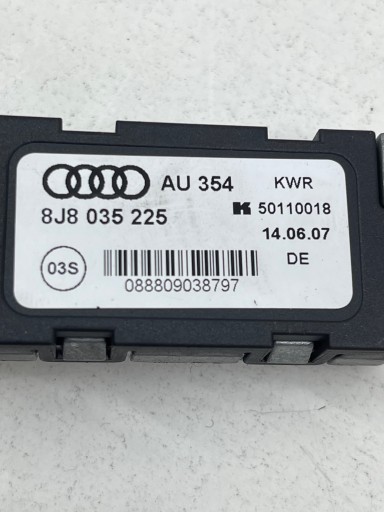 AU 354 KWR
8J8 035 225 K 50110018
14.06.07
03S DE
088809038797